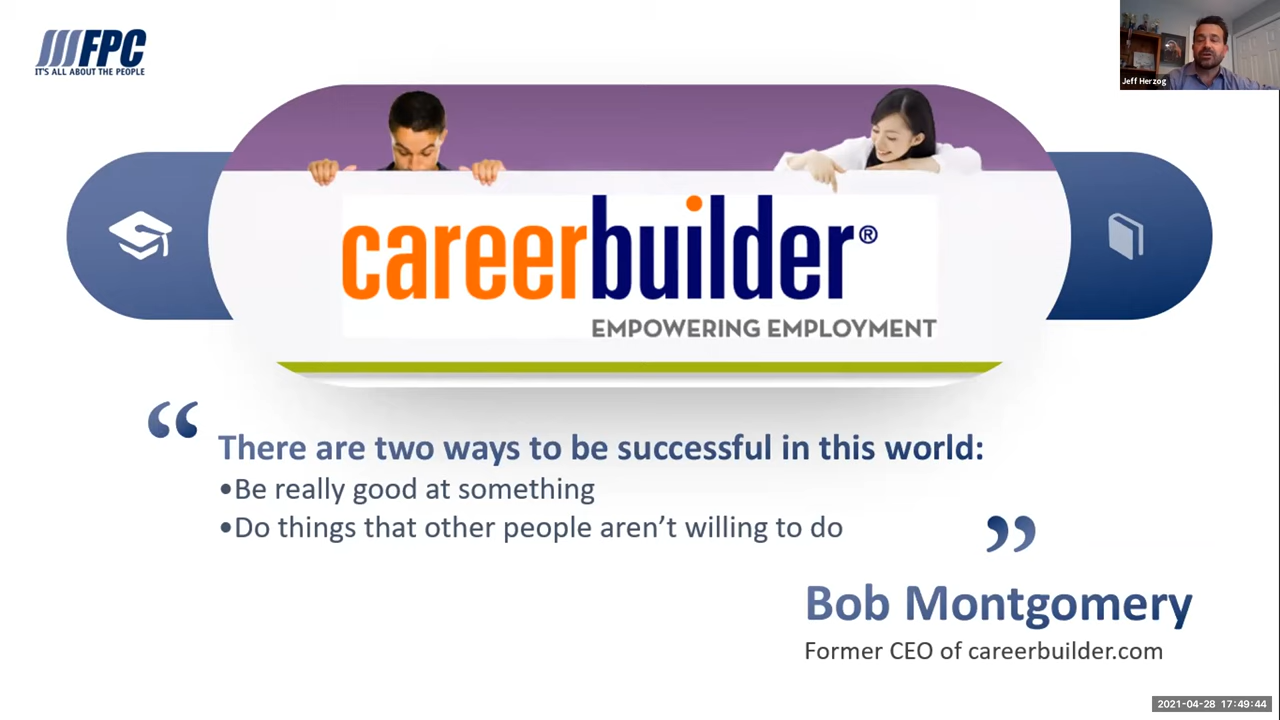 FPC
IT'S ALL ABOUT THE PEOPLE
Jeff Herzog
careerbuilder®
EMPOWERING EMPLOYMENT
“
There are two ways to be successful in this world:
•Be really good at something
•Do things that other people aren’t willing to do
”
Bob Montgomery
Former CEO of careerbuilder.com
2021-04-28 17:49:44